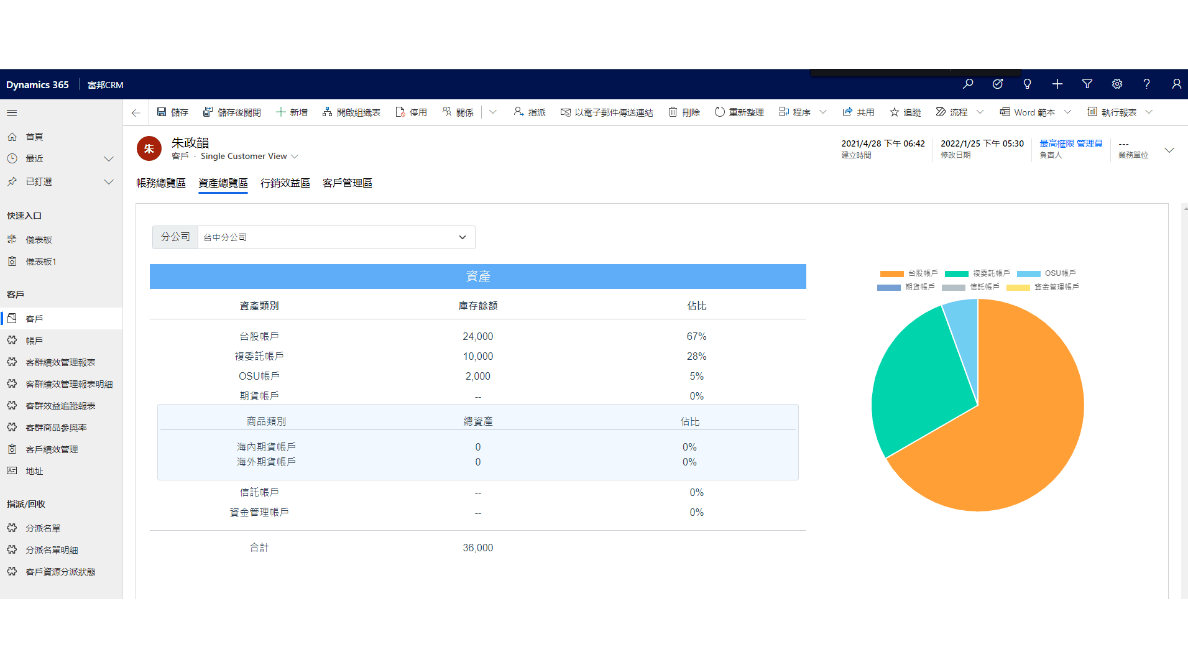 Dynamics 365 富邦CRM
儲存 儲存後關閉 新增 開啟組織表 停用 關係 指派 以電子郵件傳送連結 刪除 重新整理 程序 共用 追蹤 流程 Word 範本 執行報表
首頁
最近
已釘選
快速入口
儀表板
儀表板1
客戶
客戶
帳戶
客群績效管理報表
客群績效管理報表明細
客群效益追蹤報表
客群商品參與率
客戶績效管理
地址
指派/回收
分派名單
分派名單明細
客戶資源分派狀態
朱
朱政韻
客戶 · Single Customer View
2021/4/28 下午 06:42
建立時間
2022/1/25 下午 05:30
修改日期
最高權限 管理員
負責人
---
業務單位
帳務總覽區 資產總覽區 行銷效益區 客戶管理區
分公司 台中分公司
資產
資產類別 庫存餘額 佔比
台股帳戶 24,000 67%
複委託帳戶 10,000 28%
OSU帳戶 2,000 5%
期貨帳戶 -- 0%
商品類別 總資產 佔比
海內期貨帳戶 0 0%
海外期貨帳戶 0 0%
信託帳戶 -- 0%
資金管理帳戶 -- 0%
合計 36,000
台股帳戶 複委託帳戶 OSU帳戶
期貨帳戶 信託帳戶 資金管理帳戶